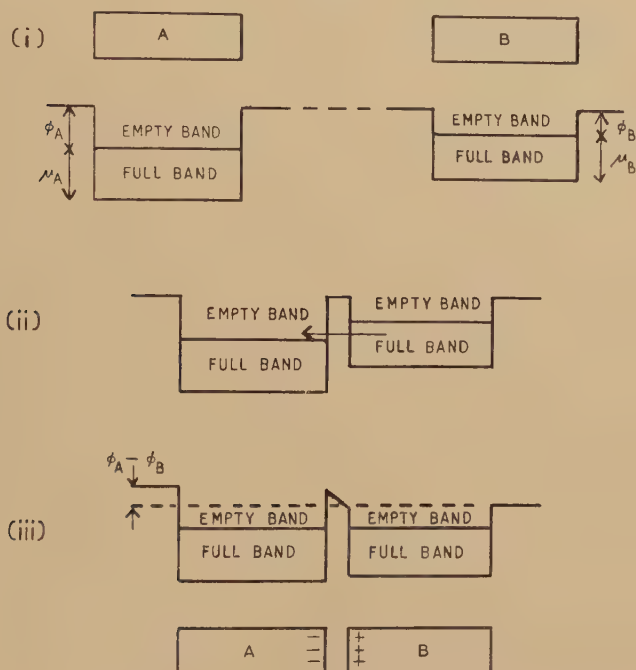 (i)
A
B
ϕA
EMPTY BAND
μA
FULL BAND
EMPTY BAND
ϕB
FULL BAND
μB
(ii)
EMPTY BAND
EMPTY BAND
FULL BAND
FULL BAND
ϕA – ϕB
(iii)
EMPTY BAND
EMPTY BAND
FULL BAND
FULL BAND
A
– – –
+ + +
B